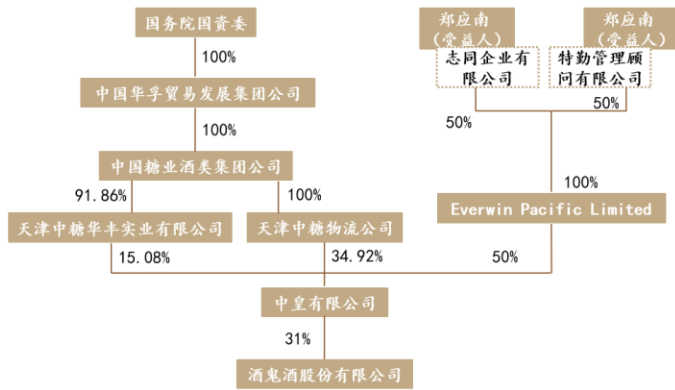 国务院国资委
郑应南
（受益人）
郑应南
（受益人）
志同企业有
限公司
特勤管理顾
问有限公司
100%
中国华孚贸易发展集团公司
50%
50%
100%
中国糖业酒类集团公司
91.86%
100%
100%
天津中糖华丰实业有限公司
天津中糖物流公司
Everwin Pacific Limited
15.08%
34.92%
50%
中皇有限公司
31%
酒鬼酒股份有限公司